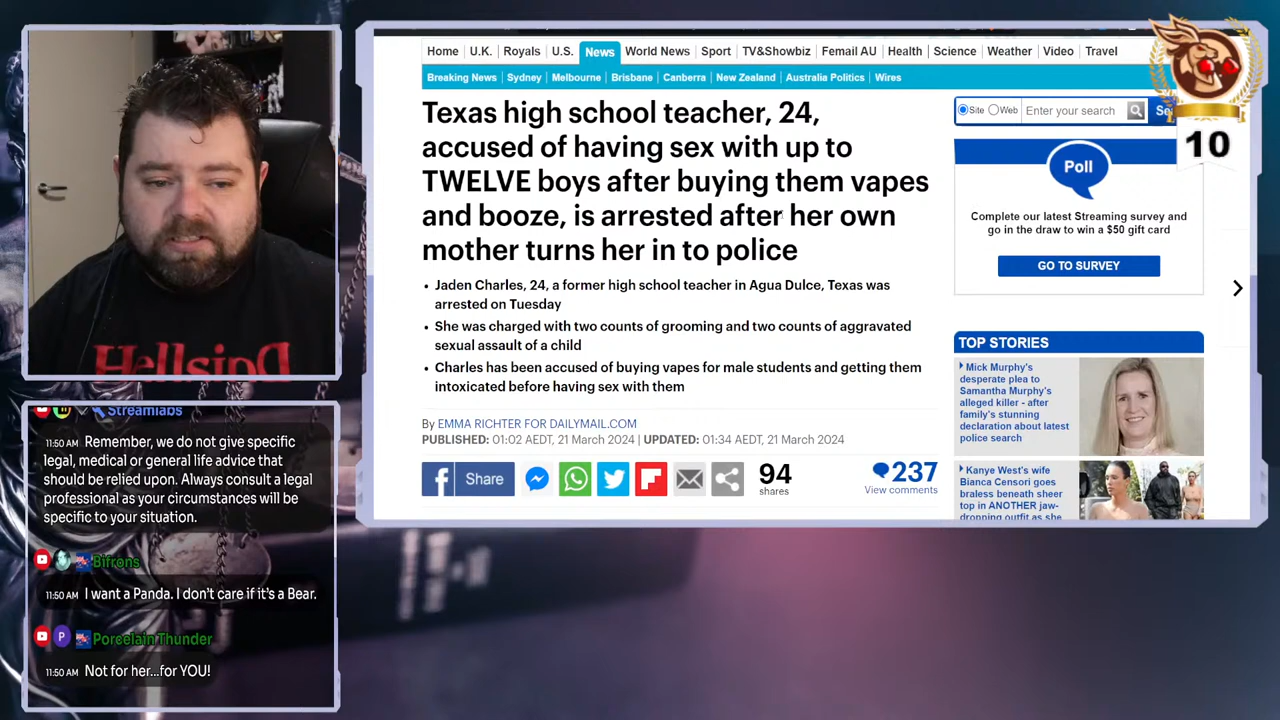 Home U.K. Royals U.S. News World News Sport TV&Showbiz Femail AU Health Science Weather Video Travel
Breaking News Sydney Melbourne Brisbane Canberra New Zealand Australia Politics Wires
Texas high school teacher, 24,
accused of having sex with up to
TWELVE boys after buying them vapes
and booze, is arrested after her own
mother turns her in to police
• Jaden Charles, 24, a former high school teacher in Agua Dulce, Texas was
arrested on Tuesday
• She was charged with two counts of grooming and two counts of aggravated
sexual assault of a child
• Charles has been accused of buying vapes for male students and getting them
intoxicated before having sex with them
By EMMA RICHTER FOR DAILYMAIL.COM
PUBLISHED: 01:02 AEDT, 21 March 2024 | UPDATED: 01:34 AEDT, 21 March 2024
Share
94
shares
237
View comments
Site Web Enter your search Se
10
Poll
Complete our latest Streaming survey and
go in the draw to win a $50 gift card
GO TO SURVEY
TOP STORIES
Mick Murphy's
desperate plea to
Samantha Murphy's
alleged killer - after
family's stunning
declaration about latest
police search
Kanye West's wife
Bianca Censori goes
braless beneath sheer
top in ANOTHER jaw-
dropping outfit as she
Hellsing
Streamlabs
11:50 AM Remember, we do not give specific
legal, medical or general life advice that
should be relied upon. Always consult a legal
professional as your circumstances will be
specific to your situation.
Bifrons
11:50 AM I want a Panda. I don't care if it's a Bear.
P
Porcelain Thunder
11:50 AM Not for her...for YOU!